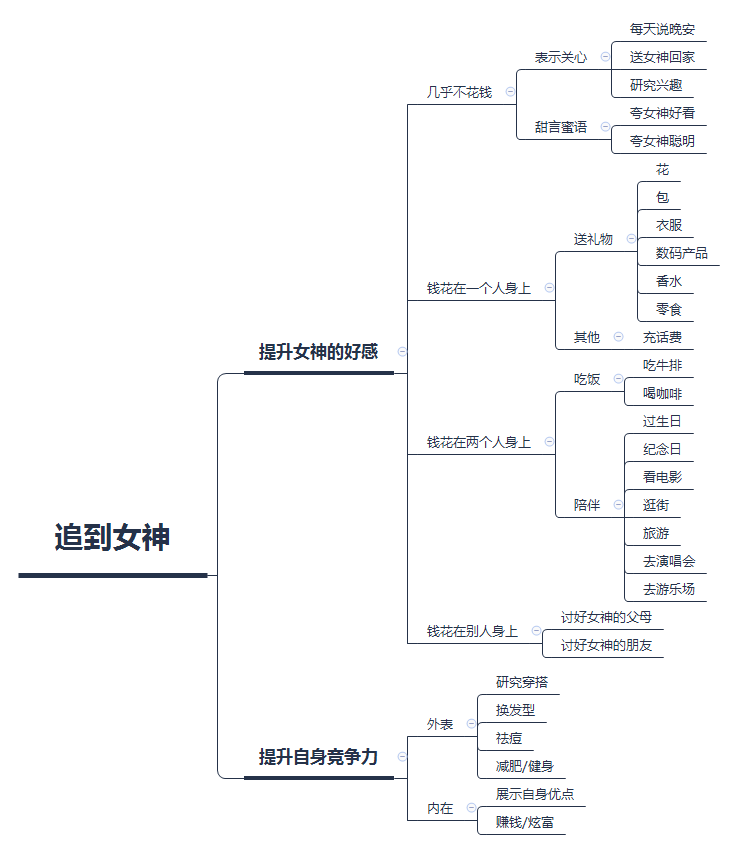 每天说晚安
表示关心
送女神回家
几乎不花钱
研究兴趣
夸女神好看
甜言蜜语
夸女神聪明
花
包
衣服
送礼物
数码产品
香水
钱花在一个人身上
零食
其他
充话费
提升女神的好感
吃牛排
吃饭
喝咖啡
过生日
钱花在两个人身上
纪念日
看电影
陪伴
逛街
旅游
追到女神
去演唱会
去游乐场
讨好女神的父母
钱花在别人身上
讨好女神的朋友
研究穿搭
换发型
外表
祛痘
提升自身竞争力
减肥/健身
展示自身优点
内在
赚钱/炫富